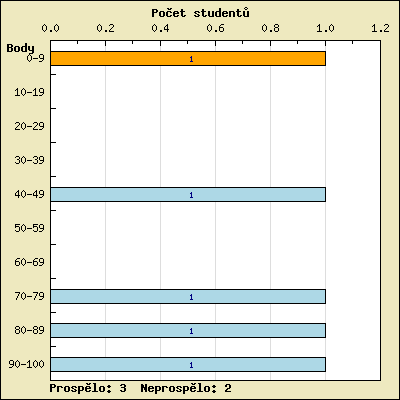 Počet studentů
0.0 0.2 0.4 0.6 0.8 1.0 1.2
Body
0-9 1
10-19
20-29
30-39
40-49 1
50-59
60-69
70-79 1
80-89 1
90-100 1
Prospělo: 3 Neprospělo: 2